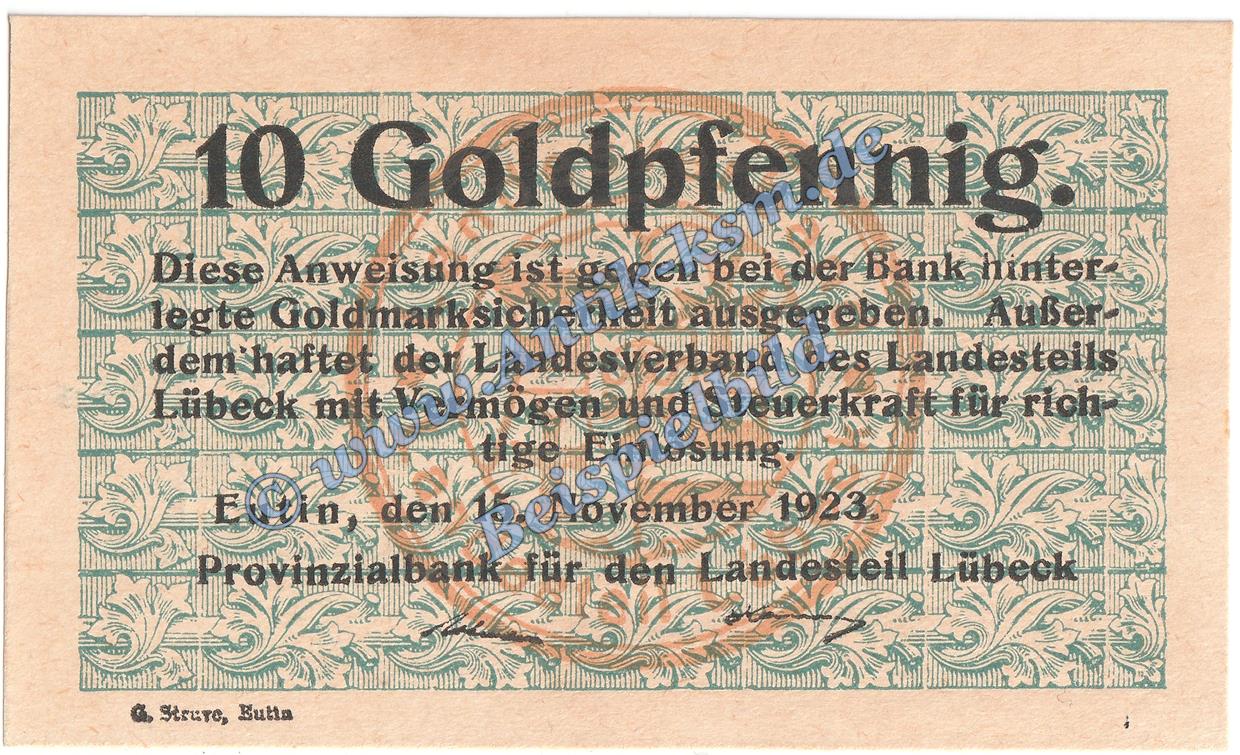 10 Goldpfennig.
Diese Anweisung ist gegen bei der Bank hinter-
legte Goldmarksicherheit ausgegeben. Außer-
dem haftet der Landesverband des Landesteils
Lübeck mit Vermögen und Steuerkraft für rich-
tige Einlösung.
Eutin, den 15. November 1923.
Provinzialbank für den Landesteil Lübeck
G. Struve, Eutin
© www.Antik-ksm.de
Beispielbild